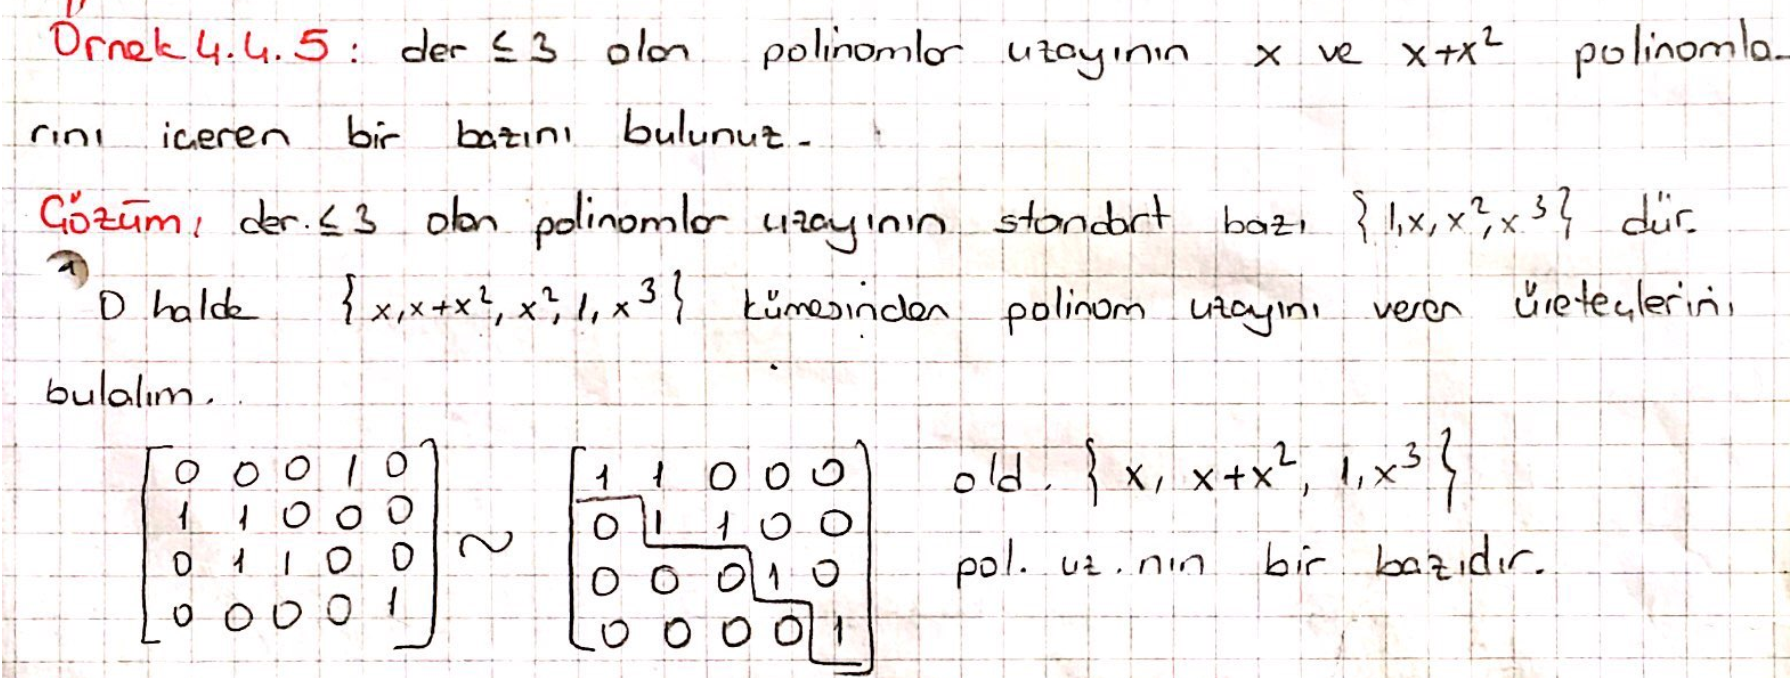 Örnek 4.4.5: der ≤ 3 olan polinomlar uzayının x ve x+x² polinomla-
rını içeren bir bazını bulunuz.
Çözüm: der. ≤ 3 olan polinomlar uzayının standart bazı {1,x,x²,x³} dür.
O halde {x,x+x²,x²,1,x³} kümesinden polinom uzayını veren üreteçlerini
bulalım.
[0 0 0 1 0] [1 1 0 0 0] old. {x, x+x², 1, x³}
[1 1 0 0 0] ~ [0 1 1 0 0]
[0 1 1 0 0] [0 0 0 1 0] pol. uz.nın bir bazıdır.
[0 0 0 0 1] [0 0 0 0 1]